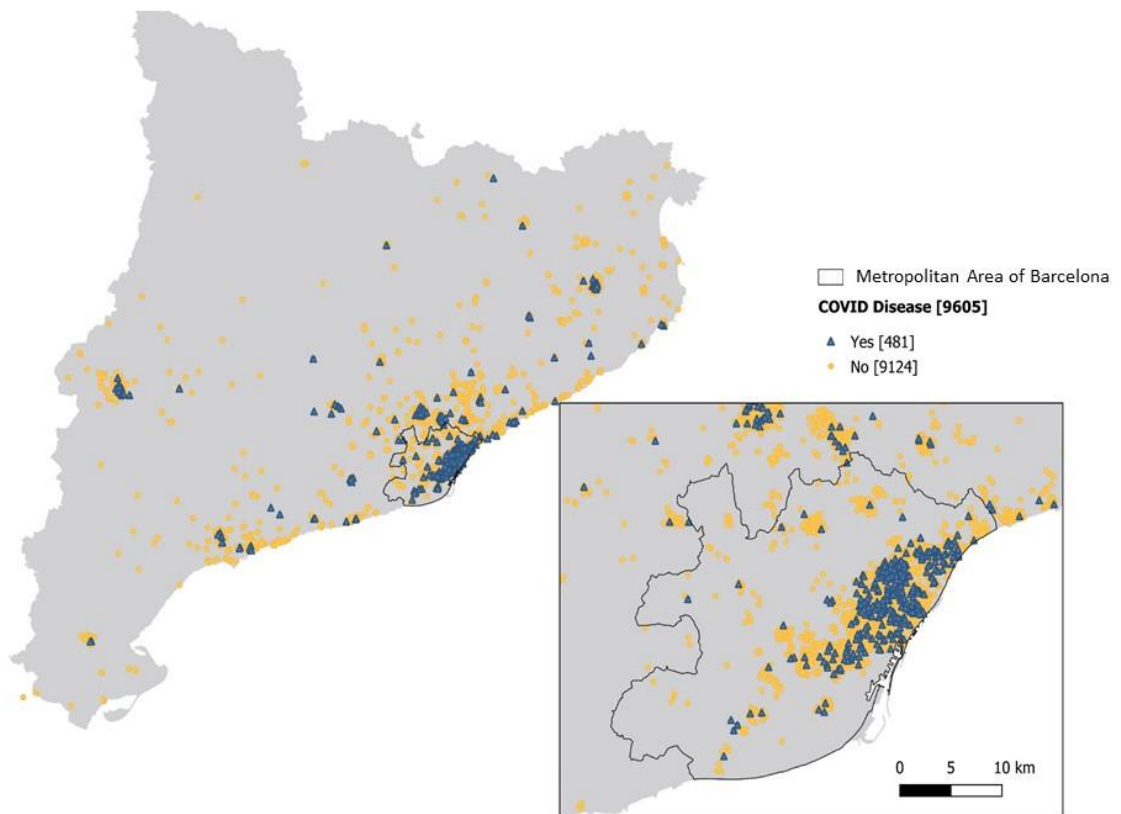 Metropolitan Area of Barcelona
COVID Disease [9605]
Yes [481]
No [9124]
0 5 10 km